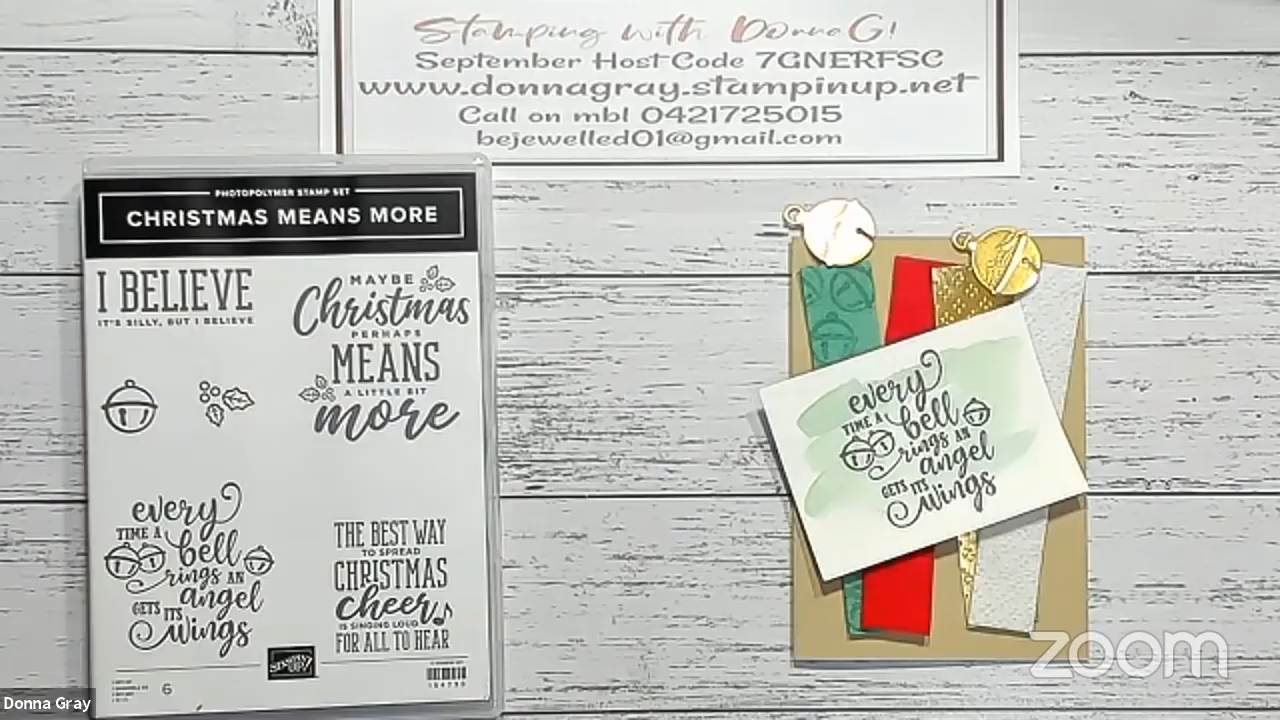 Stamping with Donna G!
September Host Code 7GNERFSC
www.donnagray.stampinup.net
Call on mbl 0421725015
bejewelled01@gmail.com
PHOTOPOLYMER STAMP SET
CHRISTMAS MEANS MORE
I BELIEVE
IT'S SILLY, BUT I BELIEVE
MAYBE
Christmas
PERHAPS
MEANS
A LITTLE BIT
more
every
TIME A
bell
rings AN
angel
GETS ITS
Wings
THE BEST WAY
TO SPREAD
CHRISTMAS
cheer
IS SINGING LOUD
FOR ALL TO HEAR
STAMPIN' UP!
6
every
TIME A
bell
rings AN
angel
GETS ITS
Wings
Donna Gray
zoom